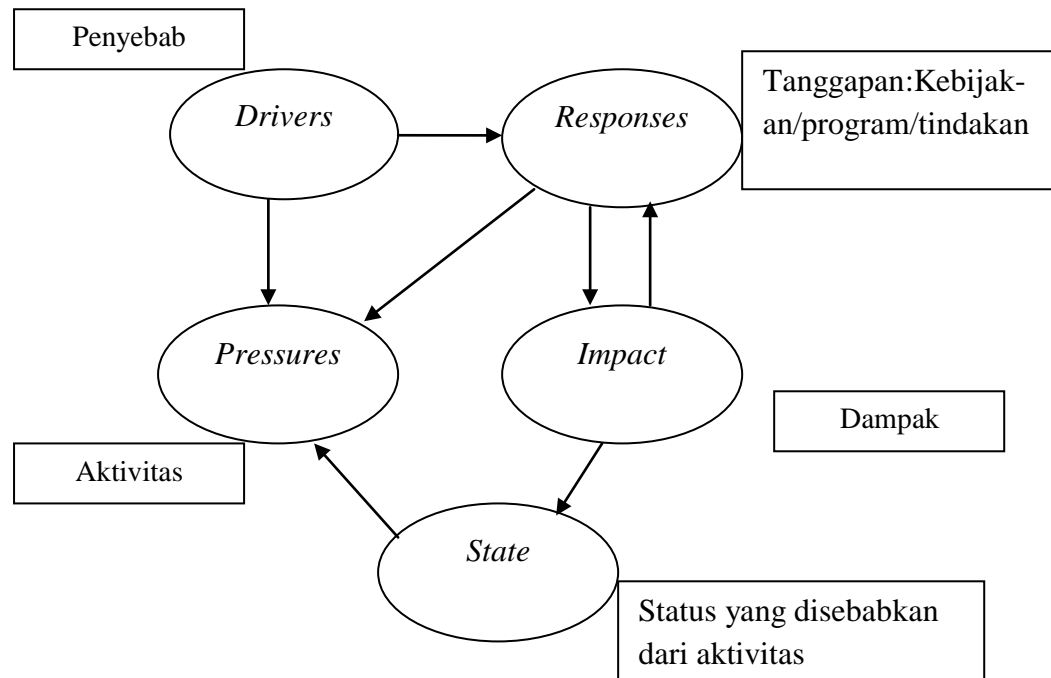 Penyebab
Drivers
Responses
Tanggapan:Kebijak-
an/program/tindakan
Pressures
Impact
Dampak
Aktivitas
State
Status yang disebabkan
dari aktivitas